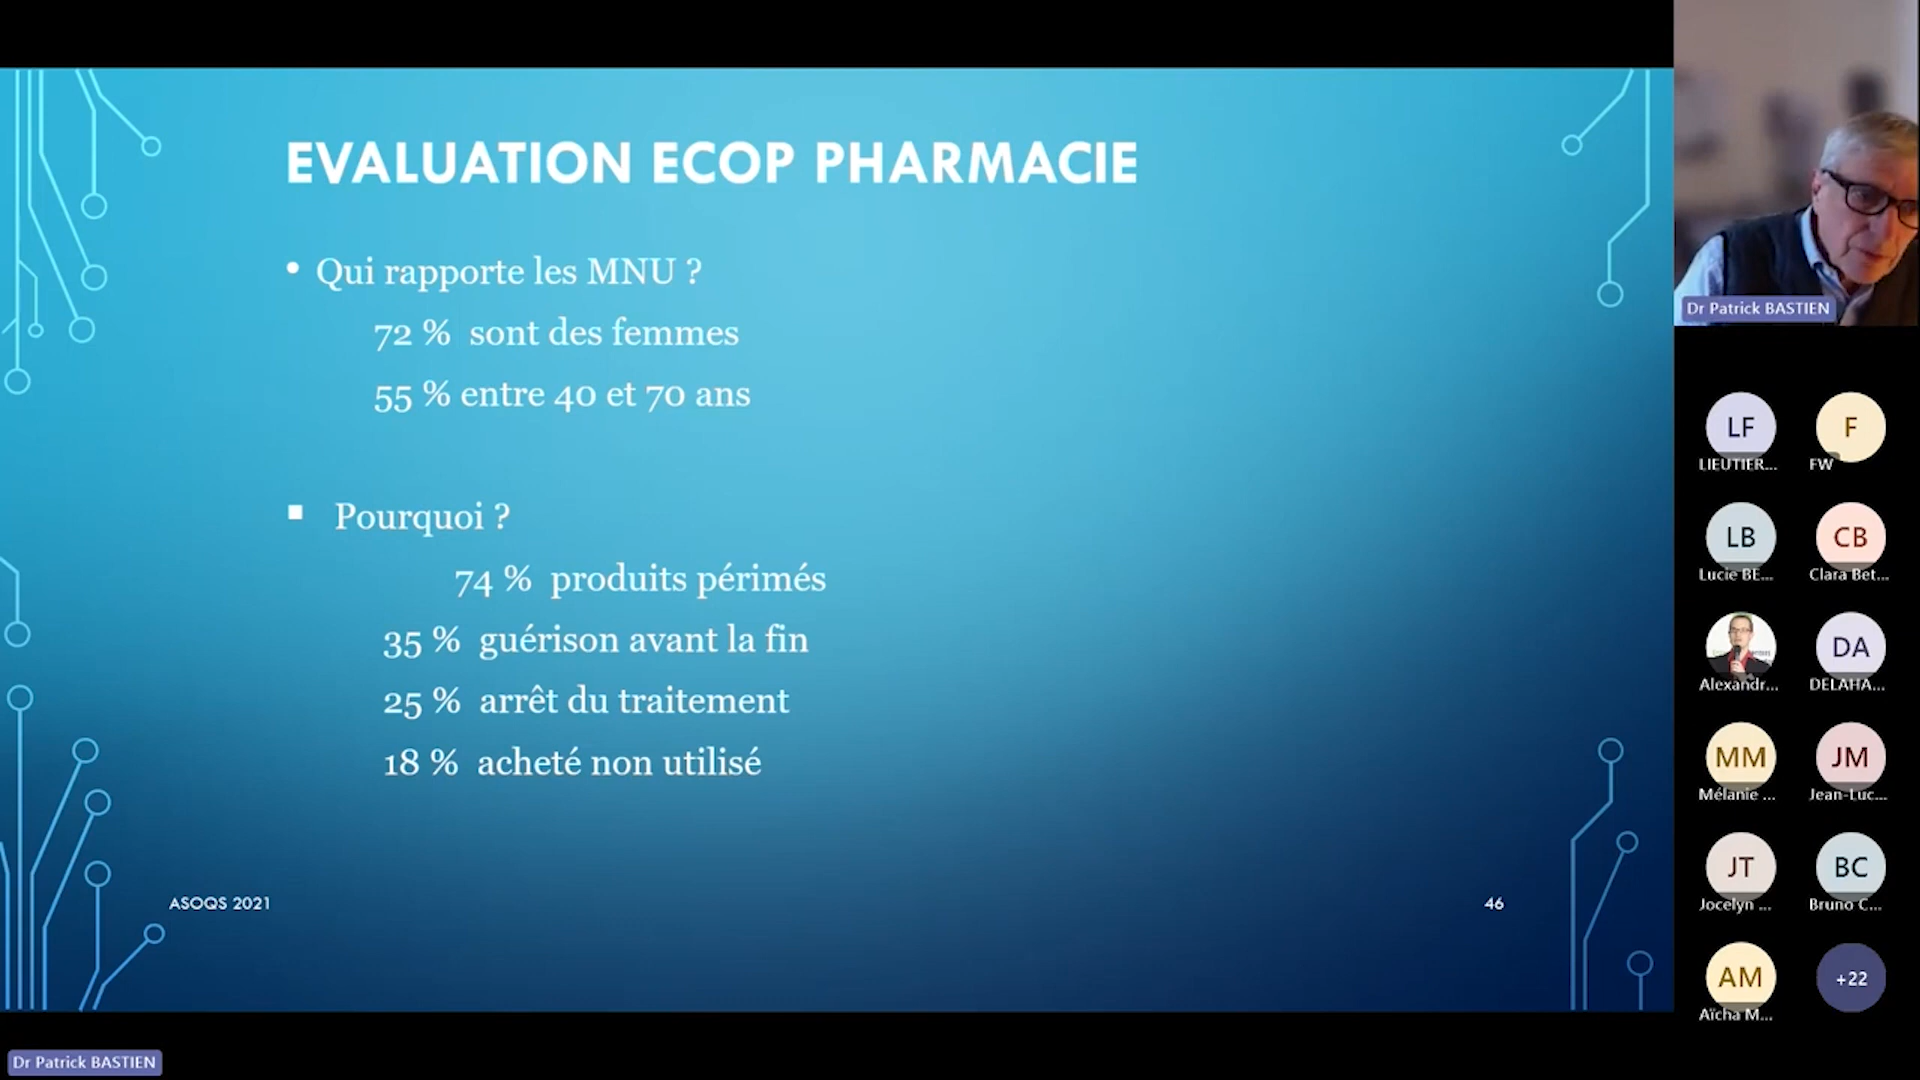 EVALUATION ECOP PHARMACIE
• Qui rapporte les MNU ?
72 % sont des femmes
55 % entre 40 et 70 ans
▪ Pourquoi ?
74 % produits périmés
35 % guérison avant la fin
25 % arrêt du traitement
18 % acheté non utilisé
ASOQS 2021
46
Dr Patrick BASTIEN
LF
LIEUTIER...
F
FW
LB
Lucie BE...
CB
Clara Bet...
Alexandr...
DA
DELAHA...
MM
Mélanie ...
JM
Jean-Luc...
JT
Jocelyn ...
BC
Bruno C...
AM
Aïcha M...
+22
Dr Patrick BASTIEN